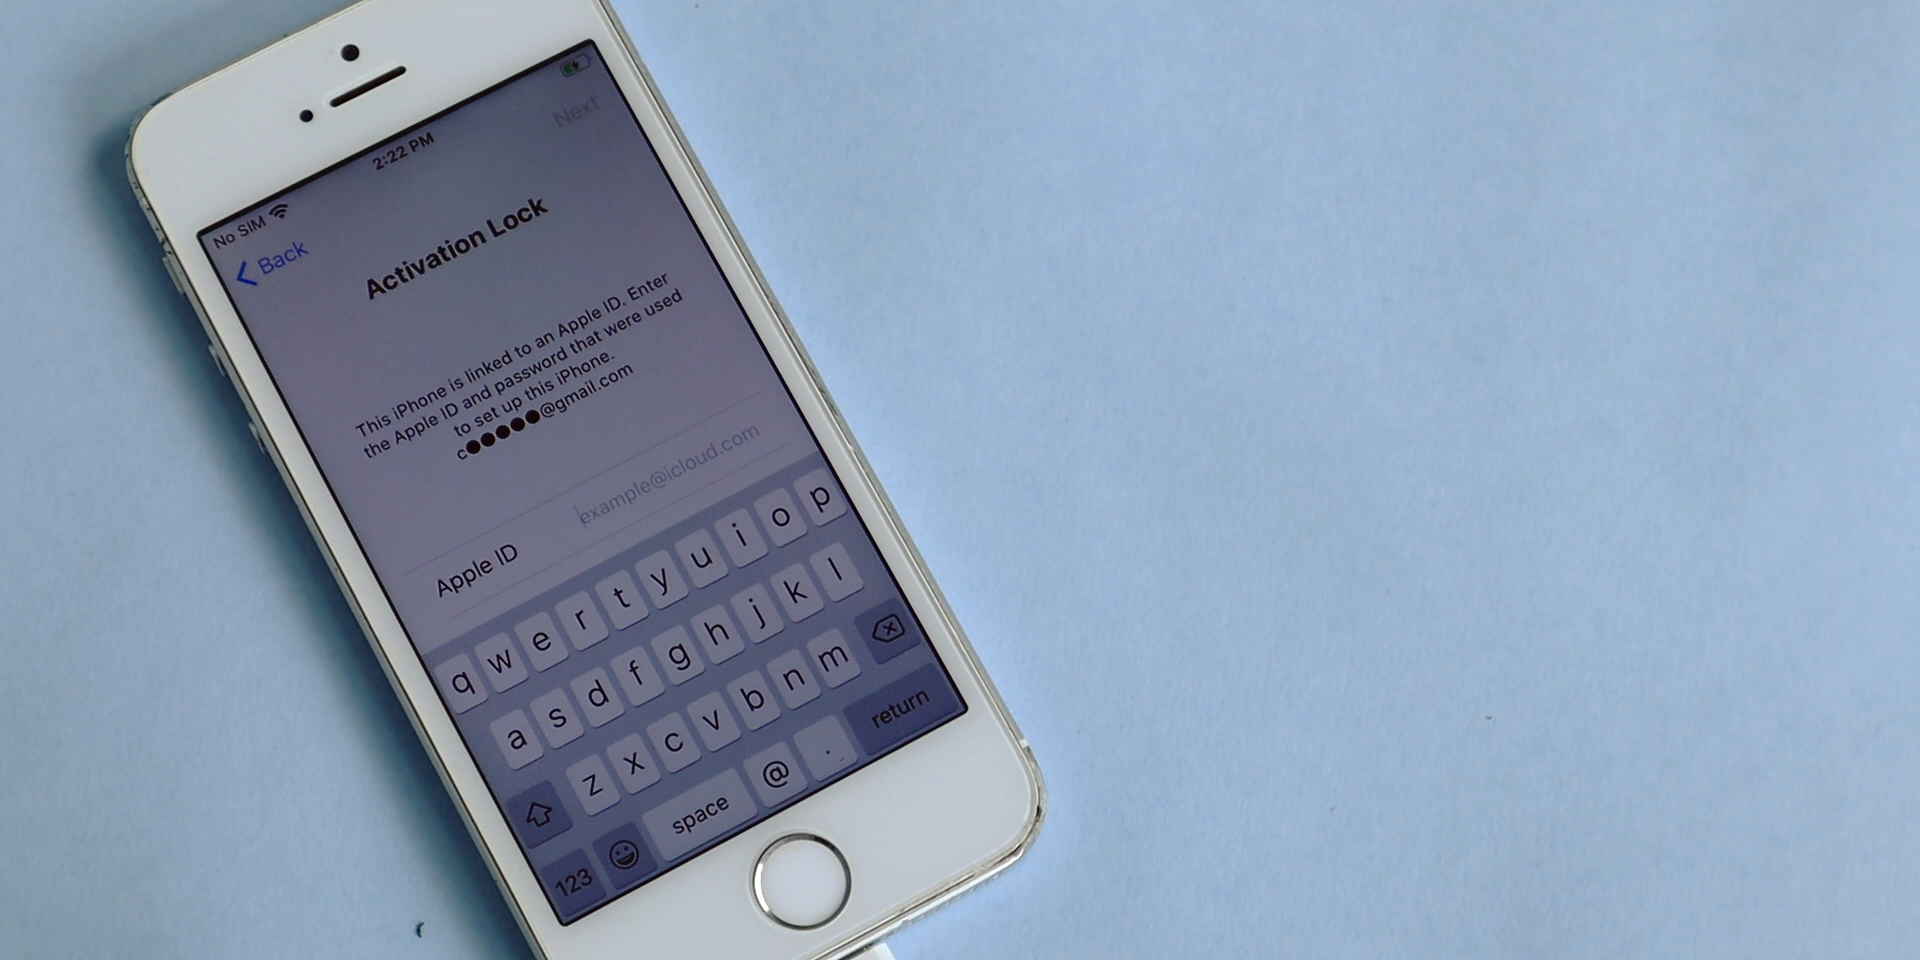 No SIM 2:22 PM
Back Next
Activation Lock
This iPhone is linked to an Apple ID. Enter
the Apple ID and password that were used
to set up this iPhone.
c●●●●●@gmail.com
Apple ID example@icloud.com
q w e r t y u i o p
a s d f g h j k l
z x c v b n m
123 space @ . return